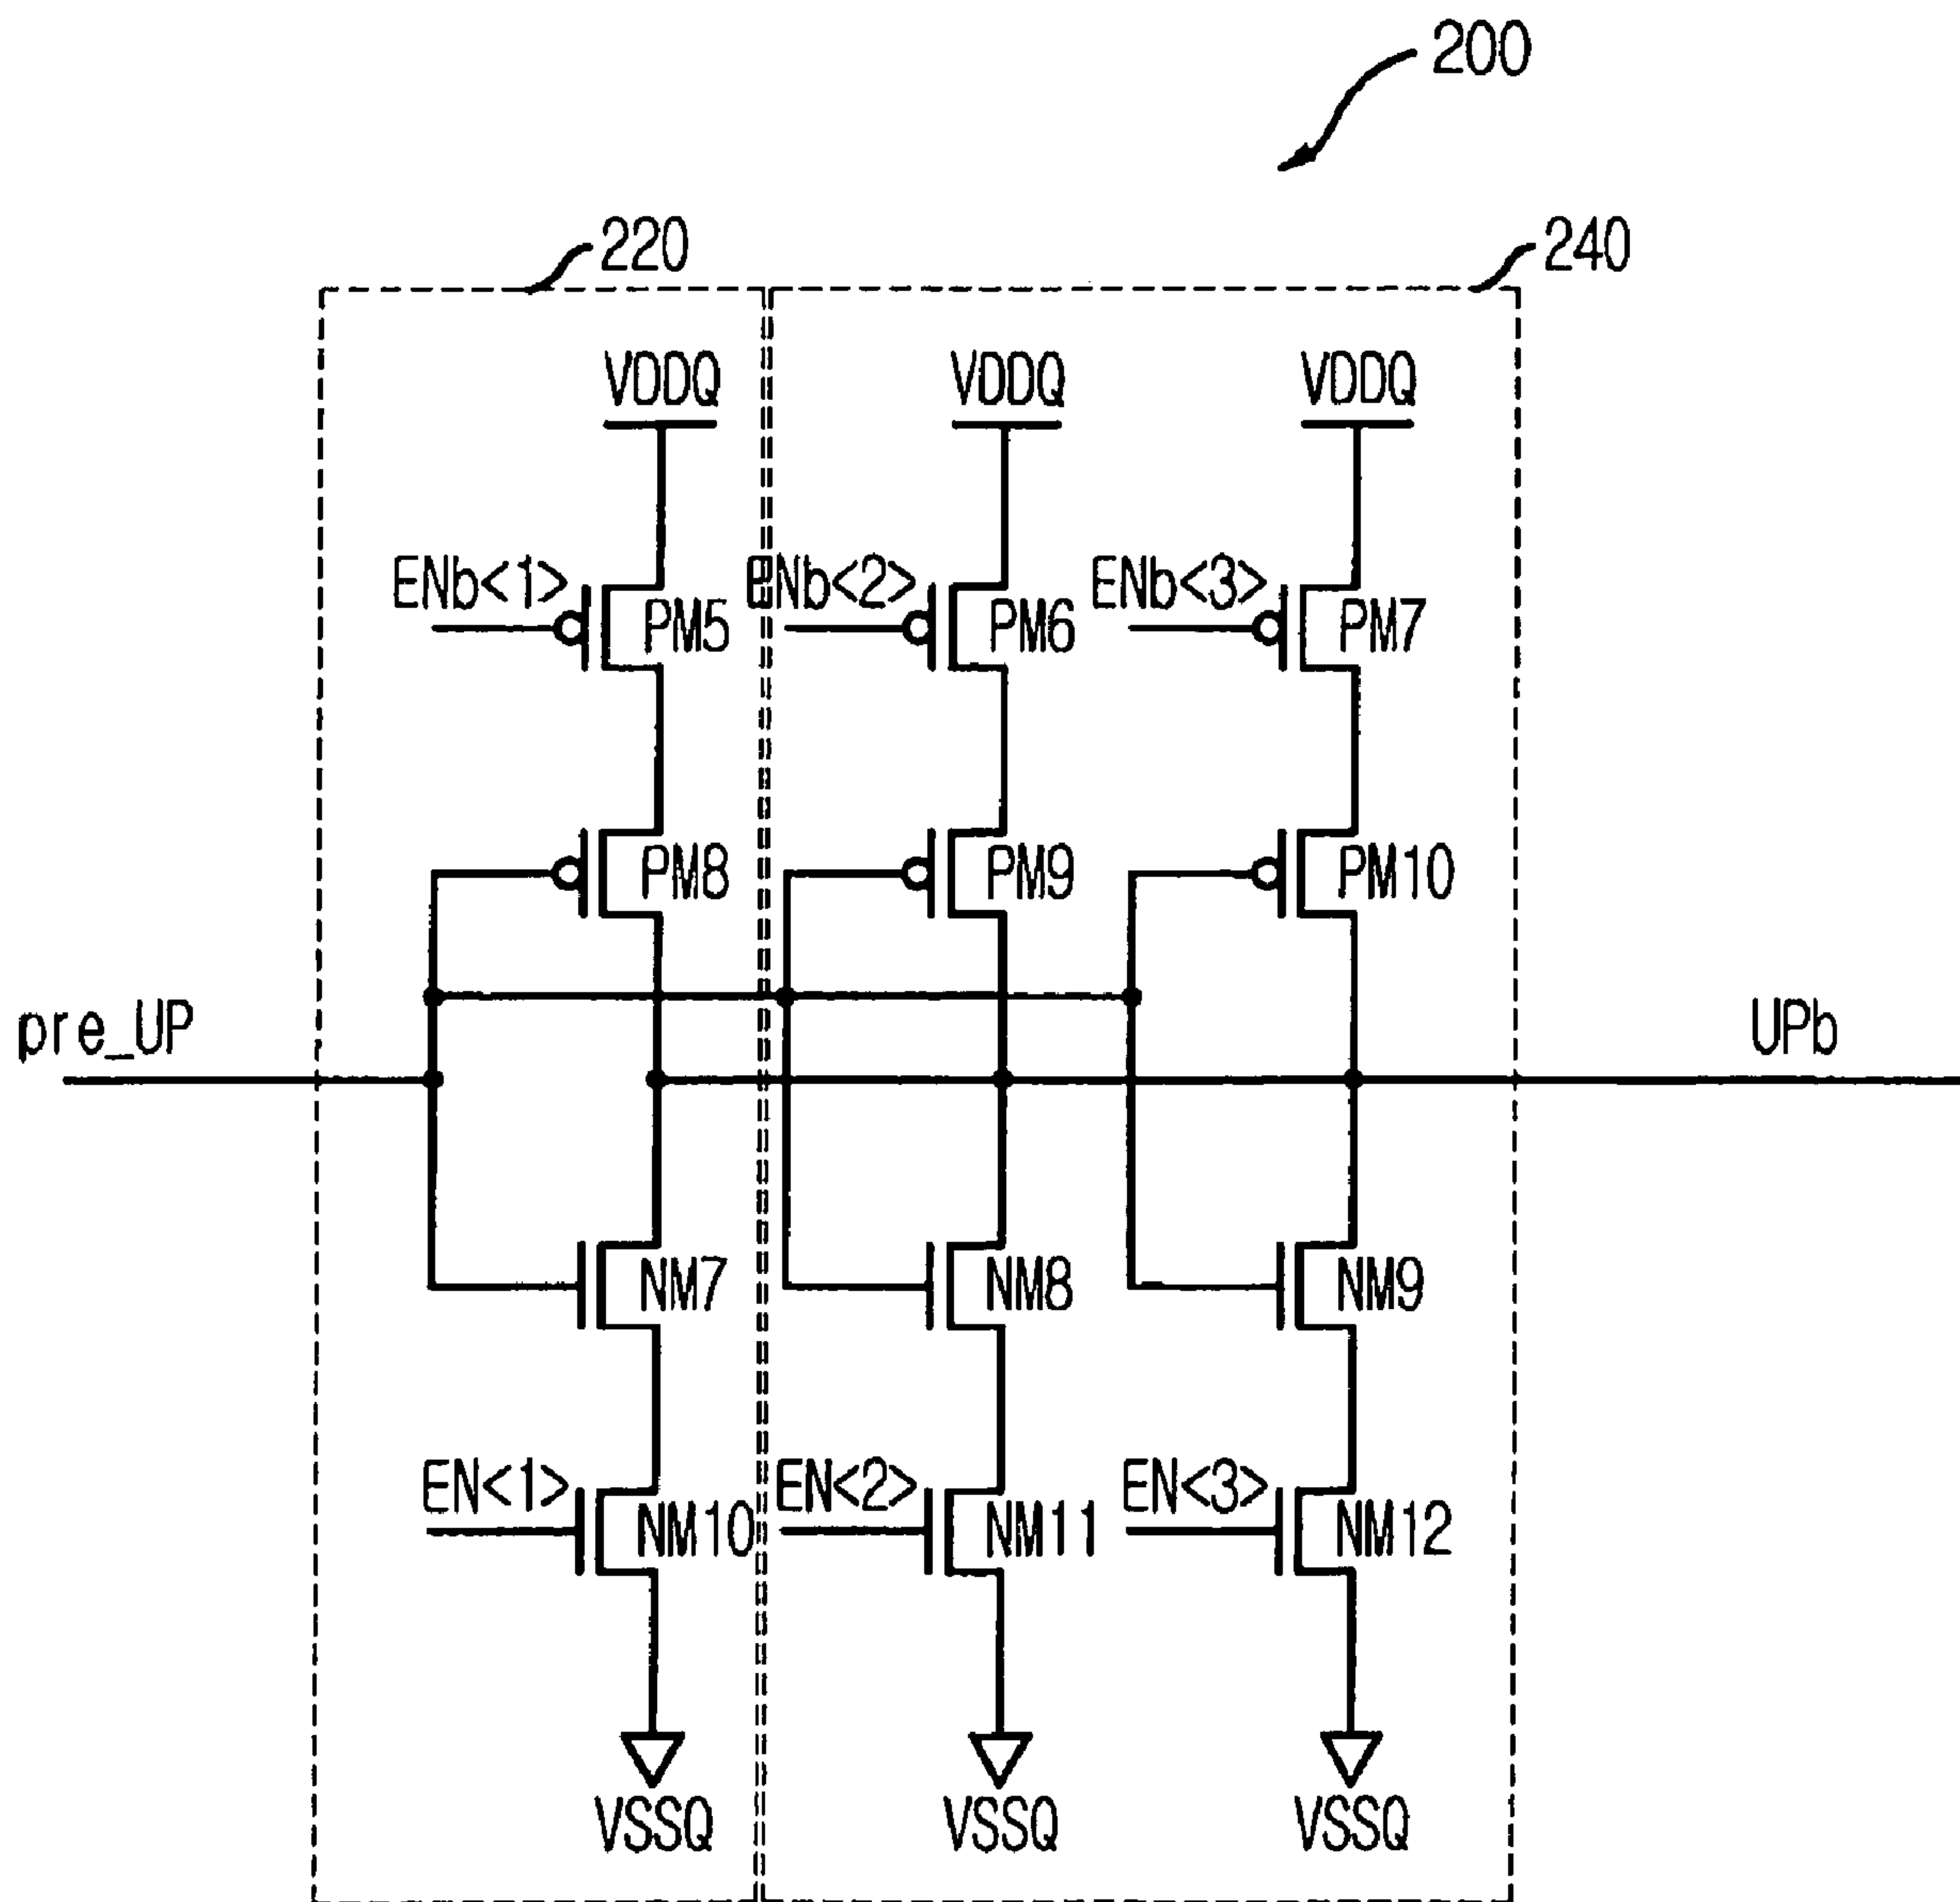 200
220
240
VDDQ VDDQ VDDQ
ENb<1> ENb<2> ENb<3>
PM5 PM6 PM7
PM8 PM9 PM10
pre_UP UPb
NM7 NM8 NM9
EN<1> EN<2> EN<3>
NM10 NM11 NM12
VSSQ VSSQ VSSQ